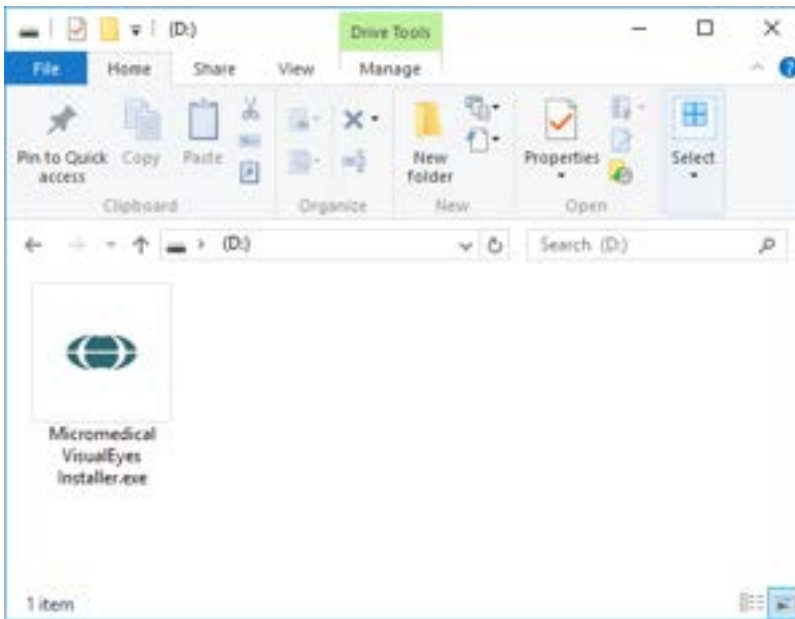 (D:)
Drive Tools
File Home Share View Manage
Pin to Quick access
Copy
Paste
New folder
Properties
Select
Clipboard
Organize
New
Open
(D:)
Search (D:)
Micromedical
VisualEyes
Installer.exe
1 item